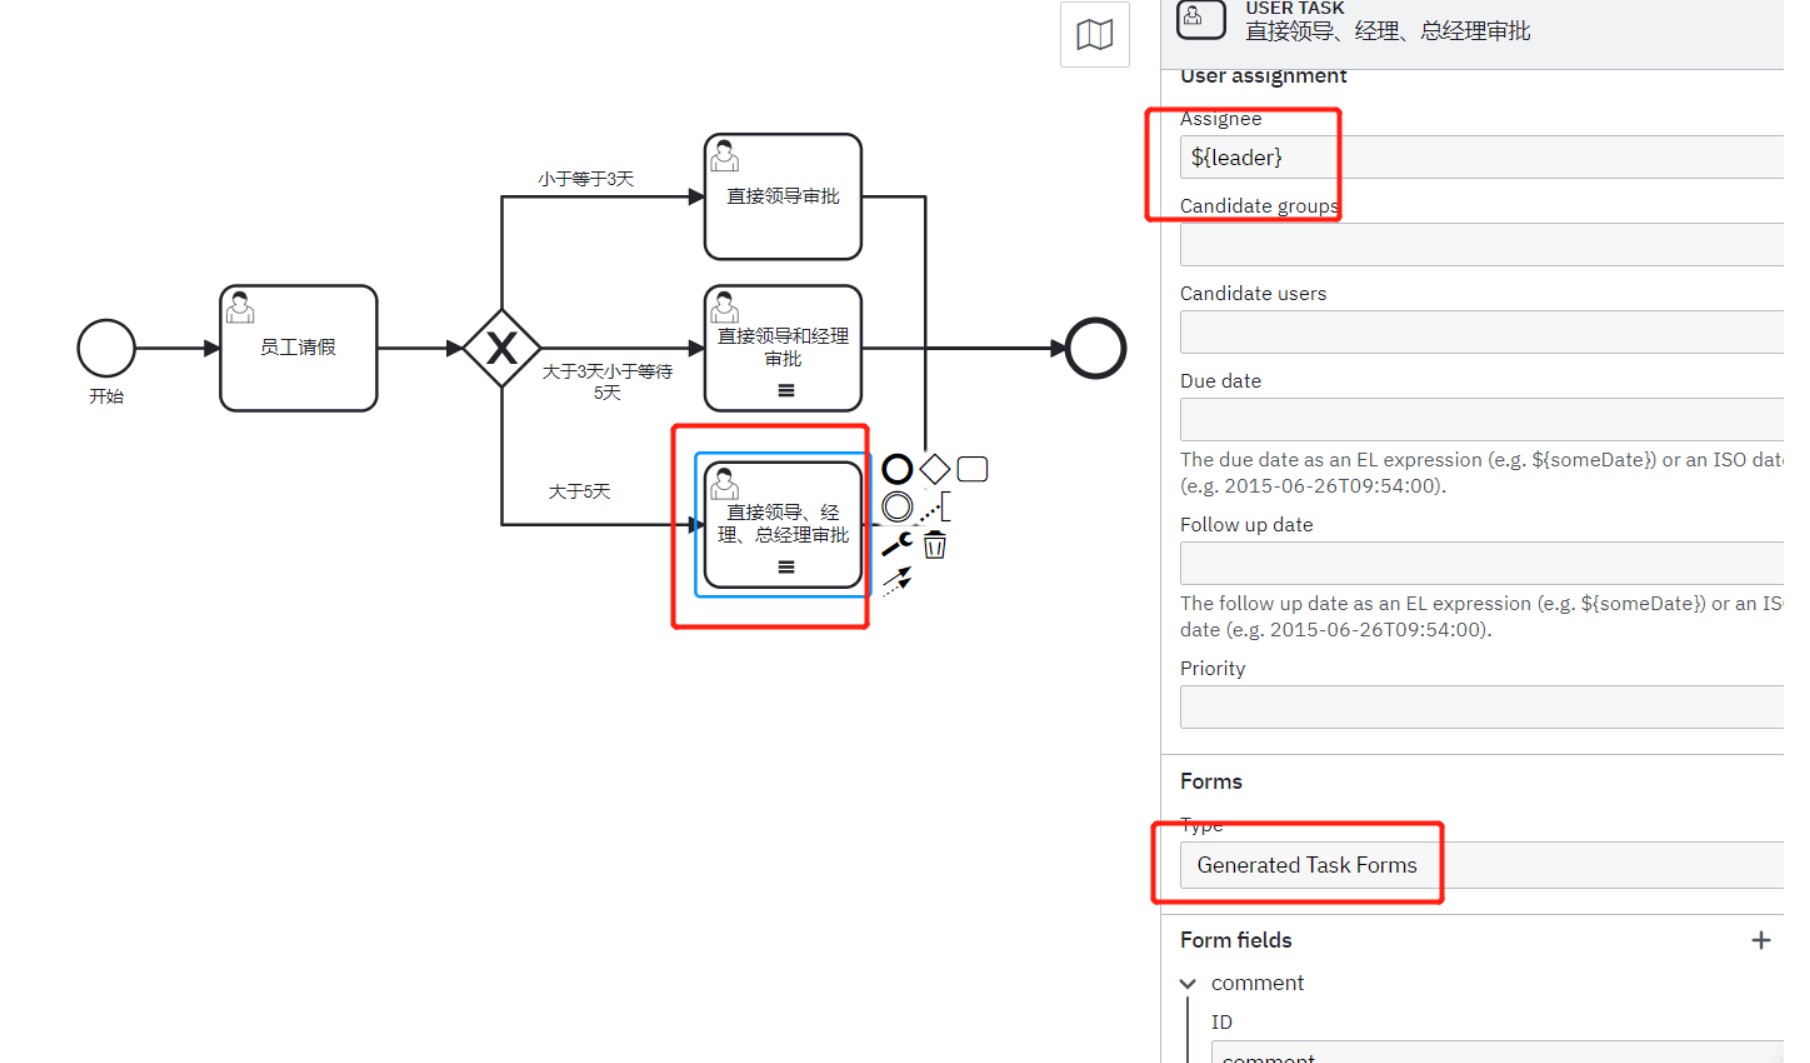 小于等于3天
直接领导审批
员工请假
开始
直接领导和经理
审批
大于3天小于等待
5天
大于5天
直接领导、经
理、总经理审批
USER TASK
直接领导、经理、总经理审批
User assignment
Assignee
${leader}
Candidate groups
Candidate users
Due date
The due date as an EL expression (e.g. ${someDate}) or an ISO date
(e.g. 2015-06-26T09:54:00).
Follow up date
The follow up date as an EL expression (e.g. ${someDate}) or an IS
date (e.g. 2015-06-26T09:54:00).
Priority
Forms
Type
Generated Task Forms
Form fields
comment
ID
comment